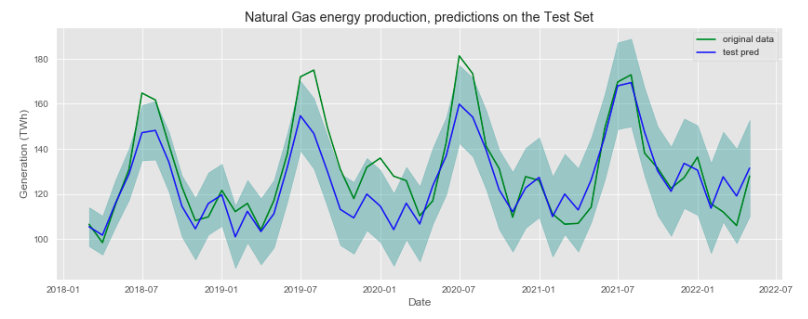 Natural Gas energy production, predictions on the Test Set
original data
test pred
Generation (TWh)
180
160
140
120
100
2018-01 2018-07 2019-01 2019-07 2020-01 2020-07 2021-01 2021-07 2022-01 2022-07
Date